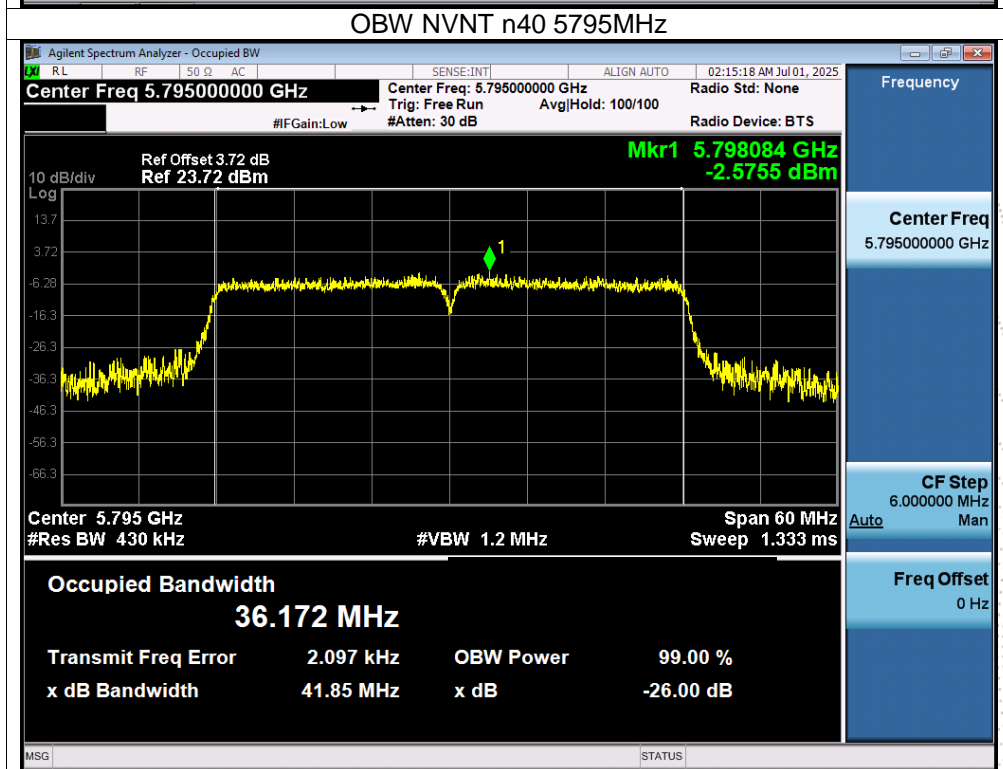 OBW NVNT n40 5795MHz
Agilent Spectrum Analyzer - Occupied BW
LXI RL RF 50 Ω AC SENSE:INT ALIGN AUTO 02:15:18 AM Jul 01, 2025
Center Freq 5.795000000 GHz
Center Freq: 5.795000000 GHz Radio Std: None
Trig: Free Run Avg|Hold: 100/100
#IFGain:Low #Atten: 30 dB Radio Device: BTS
Frequency
Mkr1 5.798084 GHz
-2.5755 dBm
Ref Offset 3.72 dB
10 dB/div Ref 23.72 dBm
Log
13.7
3.72
-6.28
-16.3
-26.3
-36.3
-46.3
-56.3
-66.3
1
Center Freq
5.795000000 GHz
Center 5.795 GHz Span 60 MHz
#Res BW 430 kHz #VBW 1.2 MHz Sweep 1.333 ms
CF Step
6.000000 MHz
Auto Man
Occupied Bandwidth
36.172 MHz
Freq Offset
0 Hz
Transmit Freq Error 2.097 kHz OBW Power 99.00 %
x dB Bandwidth 41.85 MHz x dB -26.00 dB
MSG STATUS